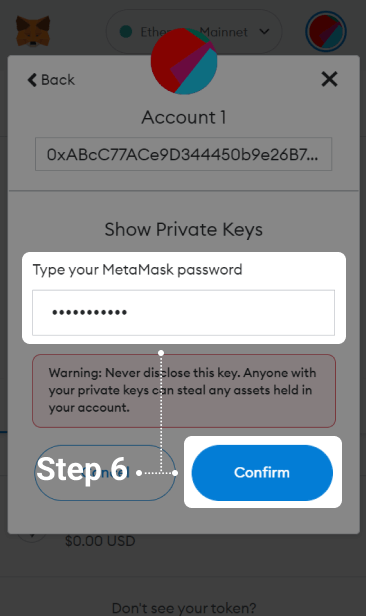 Ethereum Mainnet
Back
Account 1
0xABcC77ACe9D344450b9e26B7...
Show Private Keys
Type your MetaMask password
•••••••••••
Warning: Never disclose this key. Anyone with
your private keys can steal any assets held in
your account.
Step 6
Cancel
Confirm
$0.00 USD
Don't see your token?